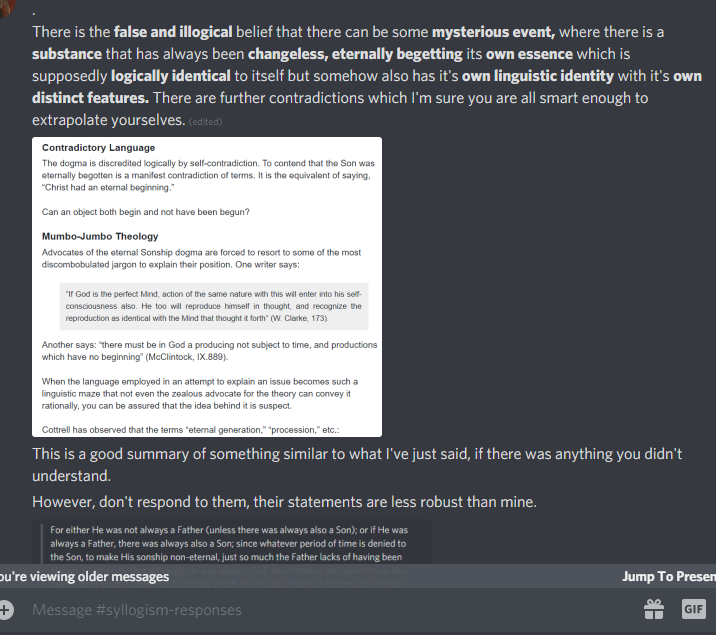 .
There is the false and illogical belief that there can be some mysterious event, where there is a
substance that has always been changeless, eternally begetting its own essence which is
supposedly logically identical to itself but somehow also has it's own linguistic identity with it's own
distinct features. There are further contradictions which I'm sure you are all smart enough to
extrapolate yourselves. (edited)
Contradictory Language
The dogma is discredited logically by self-contradiction. To contend that the Son was
eternally begotten is a manifest contradiction of terms. It is the equivalent of saying,
"Christ had an eternal beginning."
Can an object both begin and not have been begun?
Mumbo-Jumbo Theology
Advocates of the eternal Sonship dogma are forced to resort to some of the most
discombobulated jargon to explain their position. One writer says:
"If God is the perfect Mind, action of the same nature with this will enter into his self-
consciousness also. He too will reproduce himself in thought, and recognize the
reproduction as identical with the Mind that thought it forth" (W. Clarke, 173).
Another says: "there must be in God a producing not subject to time, and productions
which have no beginning" (McClintock, IX.889).
When the language employed in an attempt to explain an issue becomes such a
linguistic maze that not even the zealous advocate for the theory can convey it
rationally, you can be assured that the idea behind it is suspect.
Cottrell has observed that the terms "eternal generation," "procession," etc.:
This is a good summary of something similar to what I've just said, if there was anything you didn't
understand.
However, don't respond to them, their statements are less robust than mine.
For either He was not always a Father (unless there was always also a Son); or if He was
always a Father, there was always also a Son; since whatever period of time is denied to
the Son, to make His sonship non-eternal, just so much the Father lacks of having been
ou're viewing older messages
Jump To Presen
Message #syllogism-responses
GIF